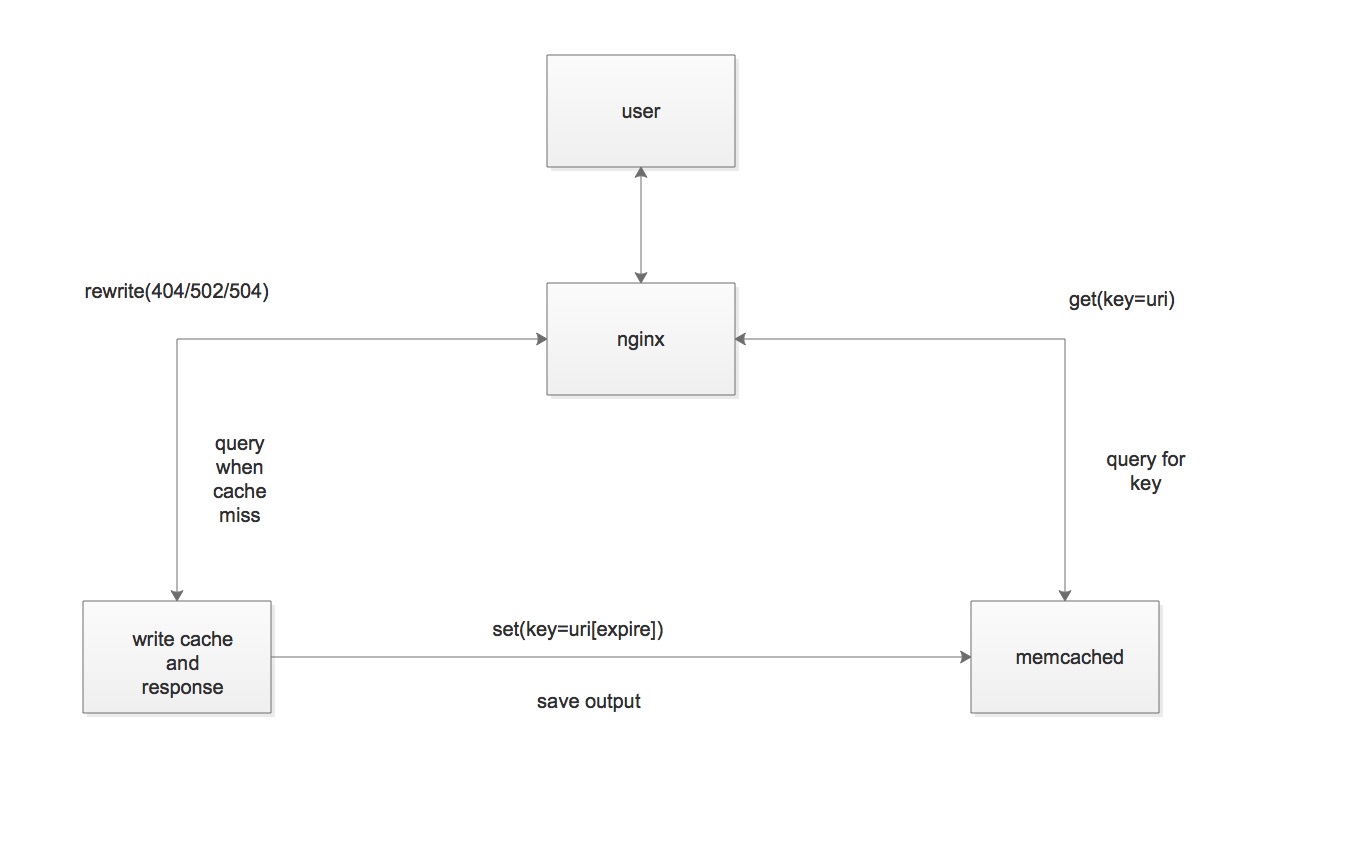 user
rewrite(404/502/504)
get(key=uri)
nginx
query
when
cache
miss
query for
key
write cache
and
response
set(key=uri[expire])
save output
memcached